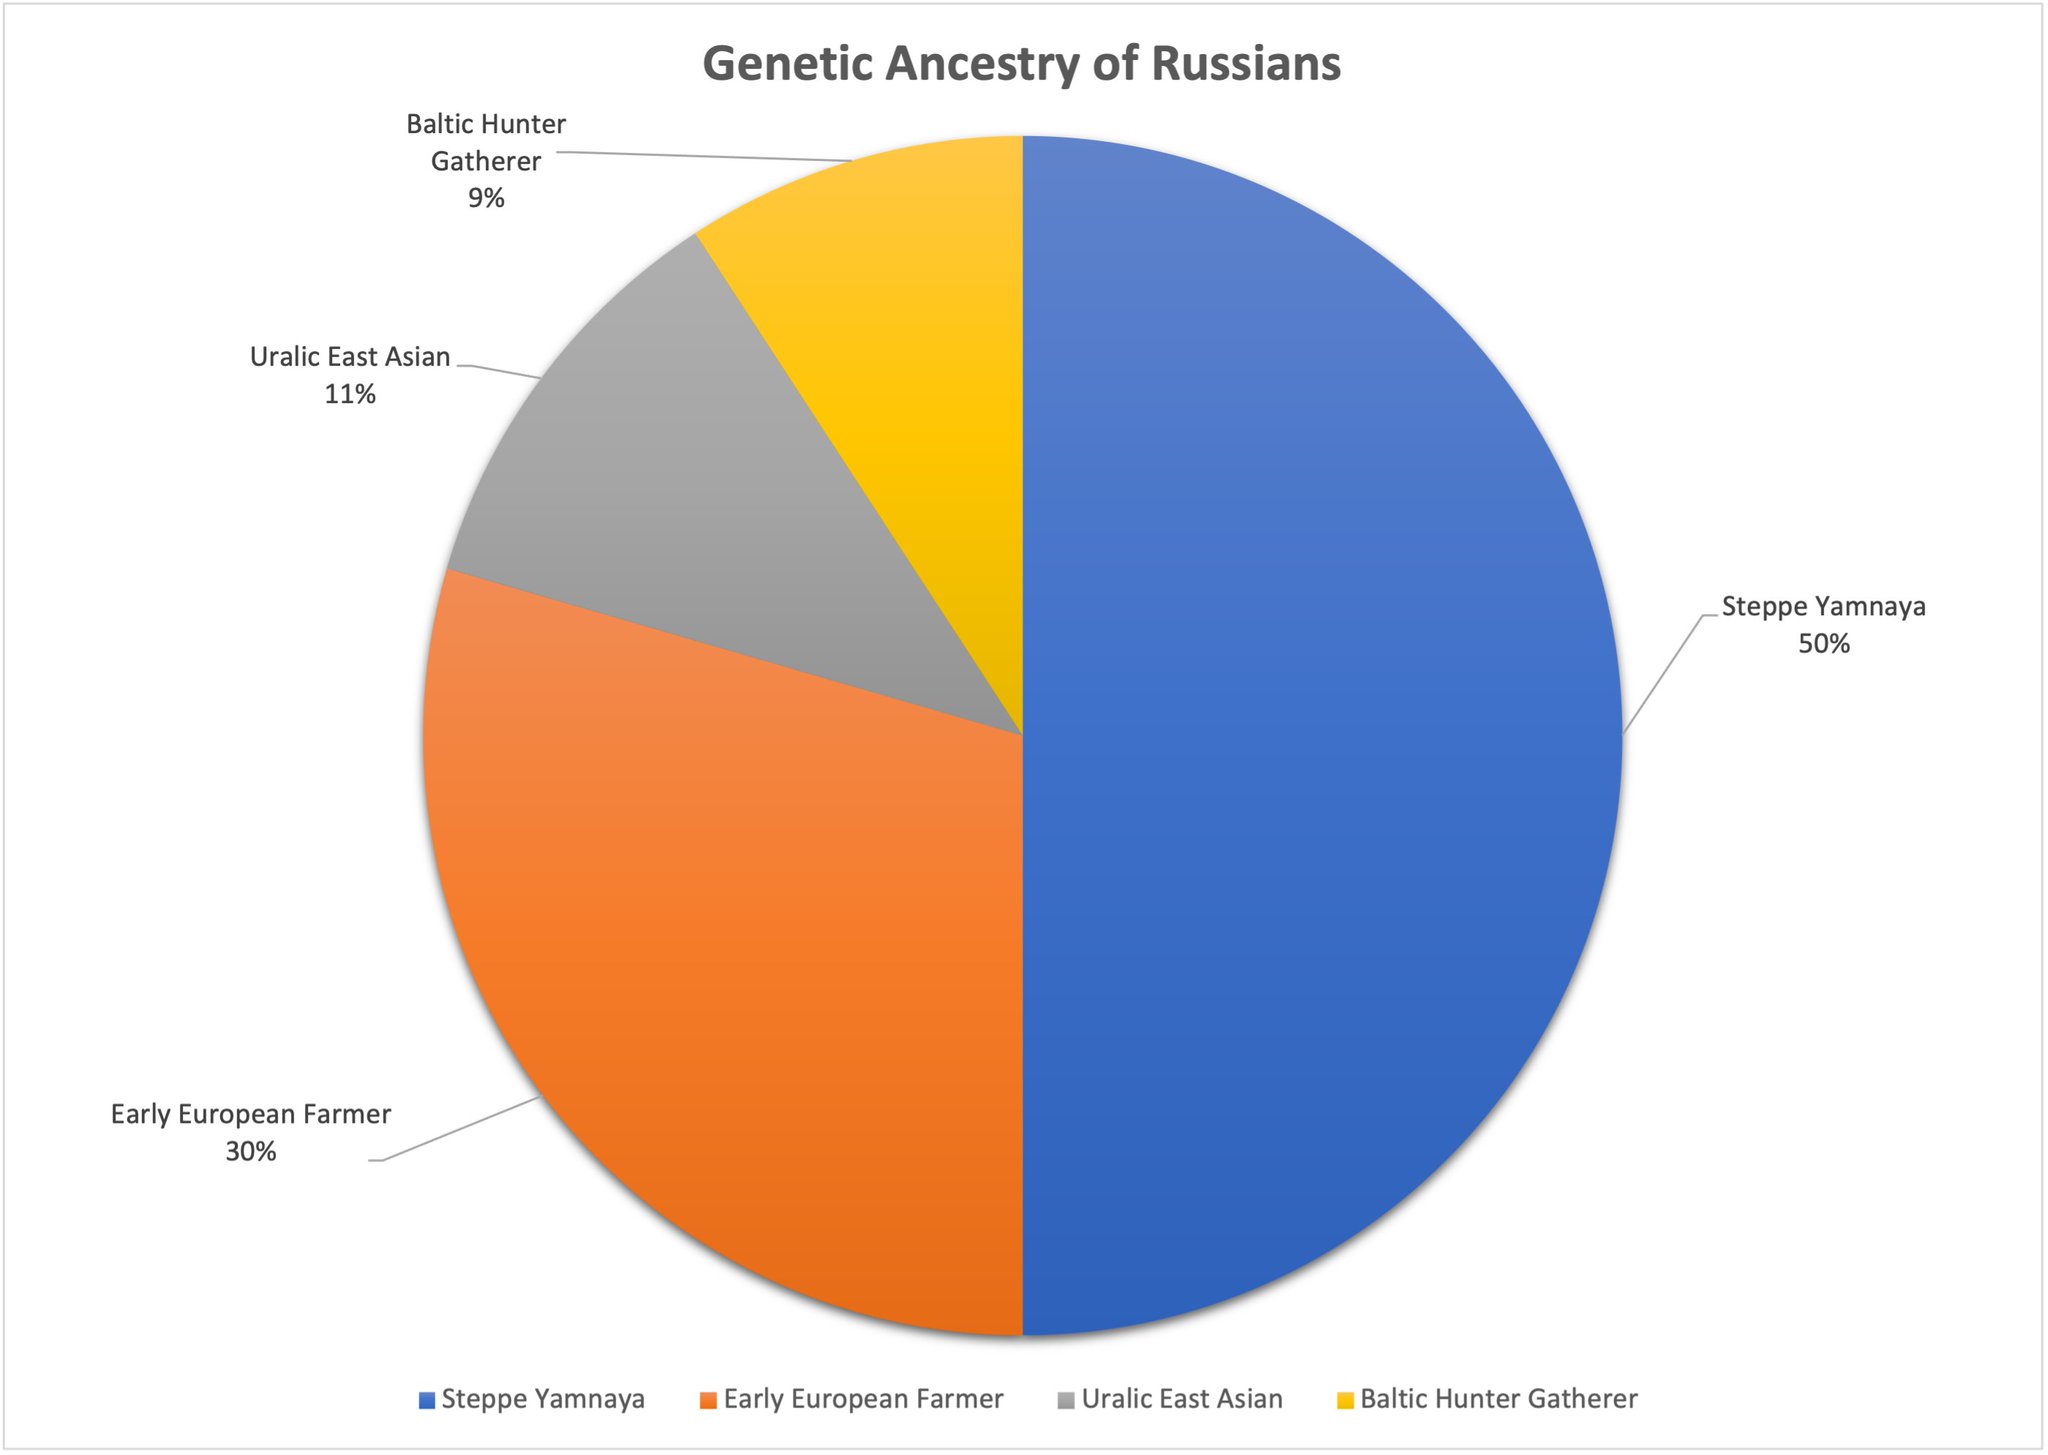 Genetic Ancestry of Russians
Baltic Hunter
Gatherer
9%
Uralic East Asian
11%
Steppe Yamnaya
50%
Early European Farmer
30%
Steppe Yamnaya
Early European Farmer
Uralic East Asian
Baltic Hunter Gatherer